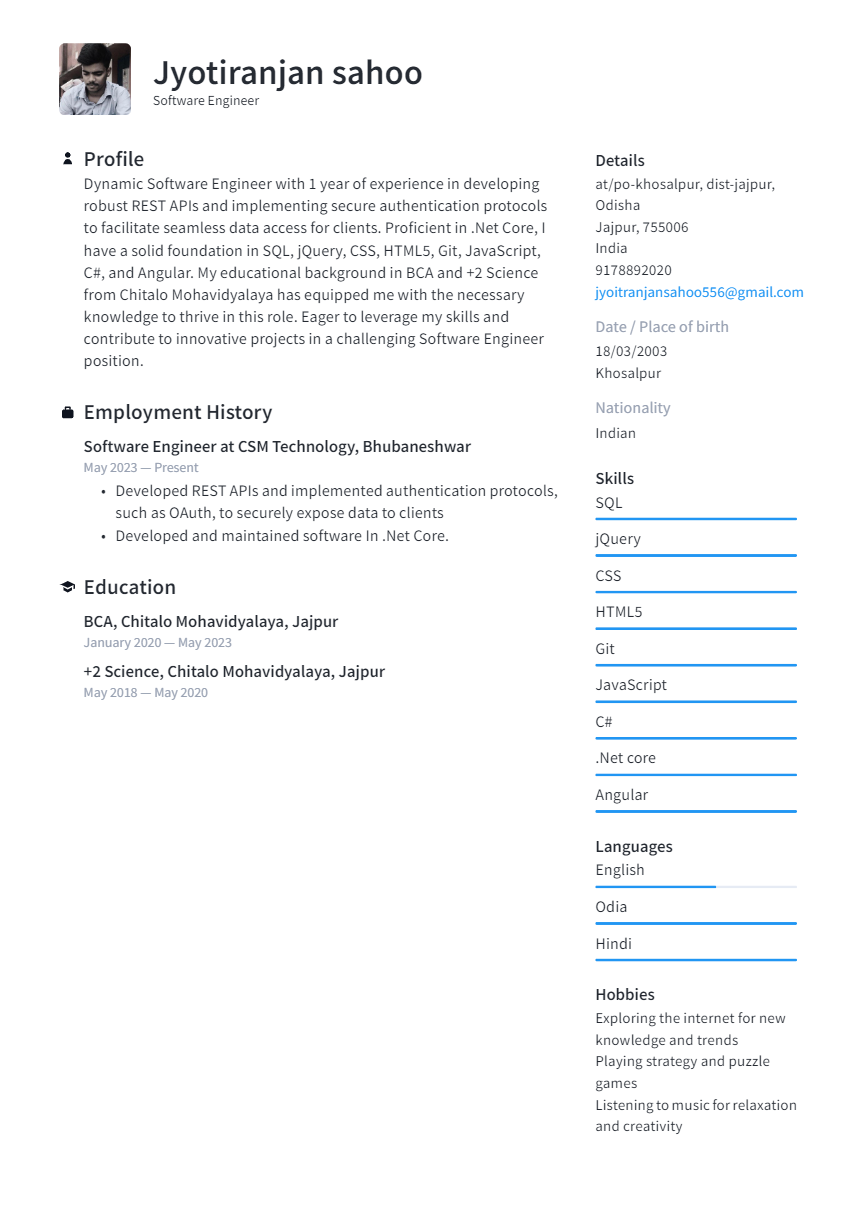 Jyotiranjan sahoo
Software Engineer
Profile
Dynamic Software Engineer with 1 year of experience in developing
robust REST APIs and implementing secure authentication protocols
to facilitate seamless data access for clients. Proficient in .Net Core, I
have a solid foundation in SQL, jQuery, CSS, HTML5, Git, JavaScript,
C#, and Angular. My educational background in BCA and +2 Science
from Chitalo Mohavidyalaya has equipped me with the necessary
knowledge to thrive in this role. Eager to leverage my skills and
contribute to innovative projects in a challenging Software Engineer
position.
Employment History
Software Engineer at CSM Technology, Bhubaneshwar
May 2023 — Present
• Developed REST APIs and implemented authentication protocols,
such as OAuth, to securely expose data to clients
• Developed and maintained software In .Net Core.
Education
BCA, Chitalo Mohavidyalaya, Jajpur
January 2020 — May 2023
+2 Science, Chitalo Mohavidyalaya, Jajpur
May 2018 — May 2020
Details
at/po-khosalpur, dist-jajpur,
Odisha
Jajpur, 755006
India
9178892020
jyoitranjansahoo556@gmail.com
Date / Place of birth
18/03/2003
Khosalpur
Nationality
Indian
Skills
SQL
jQuery
CSS
HTML5
Git
JavaScript
C#
.Net core
Angular
Languages
English
Odia
Hindi
Hobbies
Exploring the internet for new
knowledge and trends
Playing strategy and puzzle
games
Listening to music for relaxation
and creativity